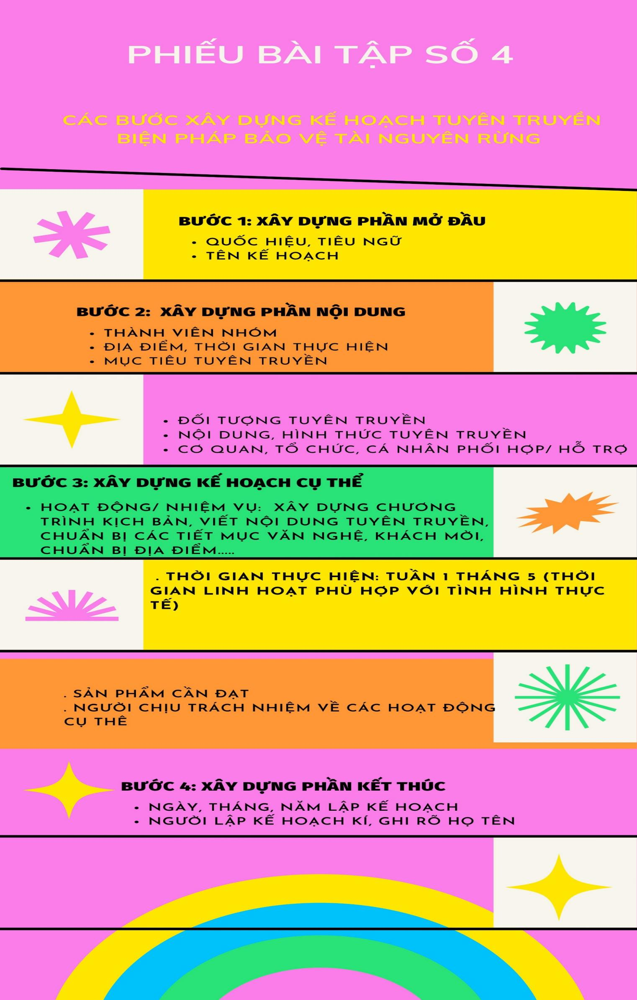 PHIẾU BÀI TẬP SỐ 4
CÁC BƯỚC XÂY DỰNG KẾ HOẠCH TUYÊN TRUYỀN
BIỆN PHÁP BẢO VỆ TÀI NGUYÊN RỪNG
BƯỚC 1: XÂY DỰNG PHẦN MỞ ĐẦU
• QUỐC HIỆU, TIÊU NGỮ
• TÊN KẾ HOẠCH
BƯỚC 2: XÂY DỰNG PHẦN NỘI DUNG
• THÀNH VIÊN NHÓM
• ĐỊA ĐIỂM, THỜI GIAN THỰC HIỆN
• MỤC TIÊU TUYÊN TRUYỀN
• ĐỐI TƯỢNG TUYÊN TRUYỀN
• NỘI DUNG, HÌNH THỨC TUYÊN TRUYỀN
• CƠ QUAN, TỔ CHỨC, CÁ NHÂN PHỐI HỢP/ HỖ TRỢ
BƯỚC 3: XÂY DỰNG KẾ HOẠCH CỤ THỂ
• HOẠT ĐỘNG/ NHIỆM VỤ: XÂY DỰNG CHƯƠNG
TRÌNH KỊCH BẢN, VIẾT NỘI DUNG TUYÊN TRUYỀN,
CHUẨN BỊ CÁC TIẾT MỤC VĂN NGHỆ, KHÁCH MỜI,
CHUẨN BỊ ĐỊA ĐIỂM.....
. THỜI GIAN THỰC HIỆN: TUẦN 1 THÁNG 5 (THỜI
GIAN LINH HOẠT PHÙ HỢP VỚI TÌNH HÌNH THỰC
TẾ)
. SẢN PHẨM CẦN ĐẠT
. NGƯỜI CHỊU TRÁCH NHIỆM VỀ CÁC HOẠT ĐỘNG
CỤ THÊ
BƯỚC 4: XÂY DỰNG PHẦN KẾT THÚC
• NGÀY, THÁNG, NĂM LẬP KẾ HOẠCH
• NGƯỜI LẬP KẾ HOẠCH KÍ, GHI RÕ HỌ TÊN